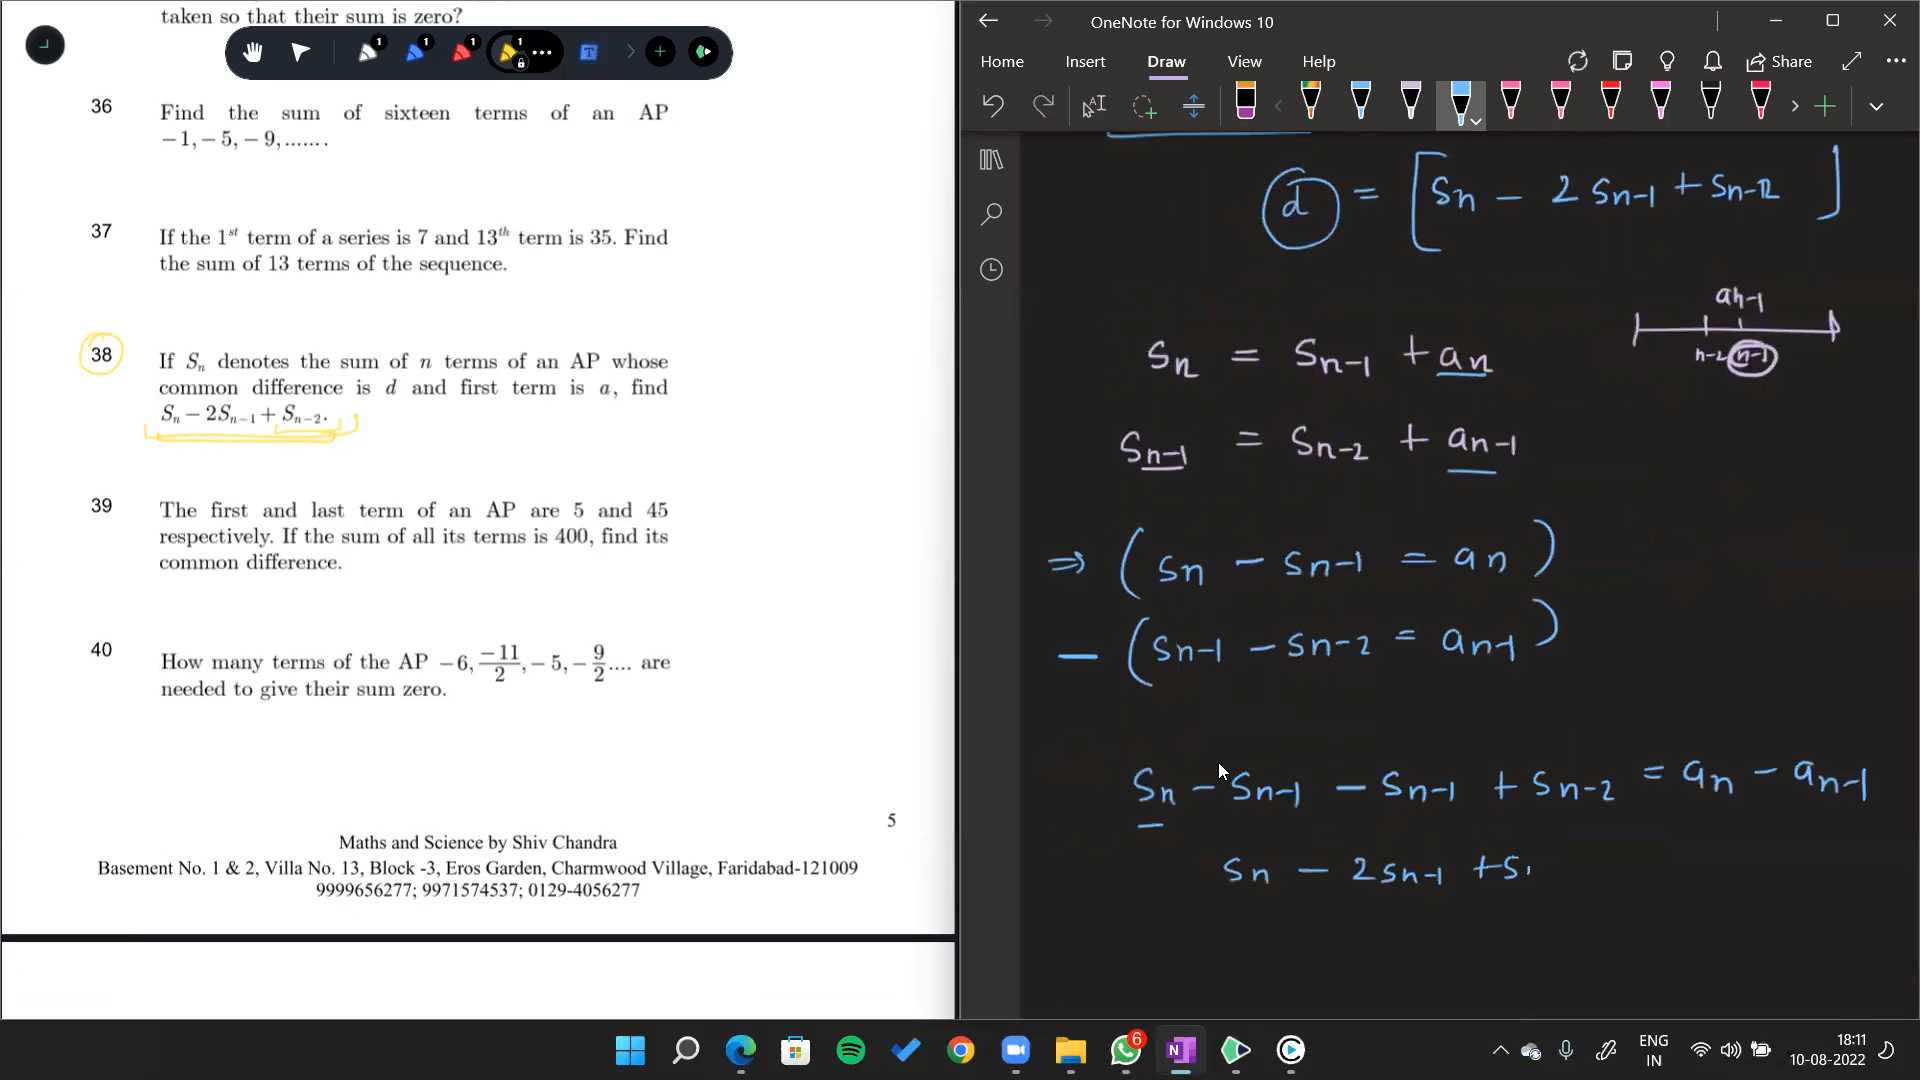 taken so that their sum is zero?
36 Find the sum of sixteen terms of an AP
−1, − 5, − 9, .......
37 If the 1st term of a series is 7 and 13th term is 35. Find
the sum of 13 terms of the sequence.
38 If Sn denotes the sum of n terms of an AP whose
common difference is d and first term is a, find
Sn − 2Sn−1 + Sn−2.
39 The first and last term of an AP are 5 and 45
respectively. If the sum of all its terms is 400, find its
common difference.
40 How many terms of the AP −6, −11/2, − 5, − 9/2 .... are
needed to give their sum zero.
5
Maths and Science by Shiv Chandra
Basement No. 1 & 2, Villa No. 13, Block -3, Eros Garden, Charmwood Village, Faridabad-121009
9999656277; 9971574537; 0129-4056277
1 1 1 1
T
OneNote for Windows 10
Home Insert Draw View Help Share
d = [Sn − 2 Sn−1 + Sn−2]
an−1
n−2 n−1
Sn = Sn−1 + an
Sn−1 = Sn−2 + an−1
⇒ (Sn − Sn−1 = an)
− (Sn−1 − Sn−2 = an−1)
Sn − Sn−1 − Sn−1 + Sn−2 = an − an−1
Sn − 2Sn−1 + S
6
N
ENG
IN
18:11
10-08-2022